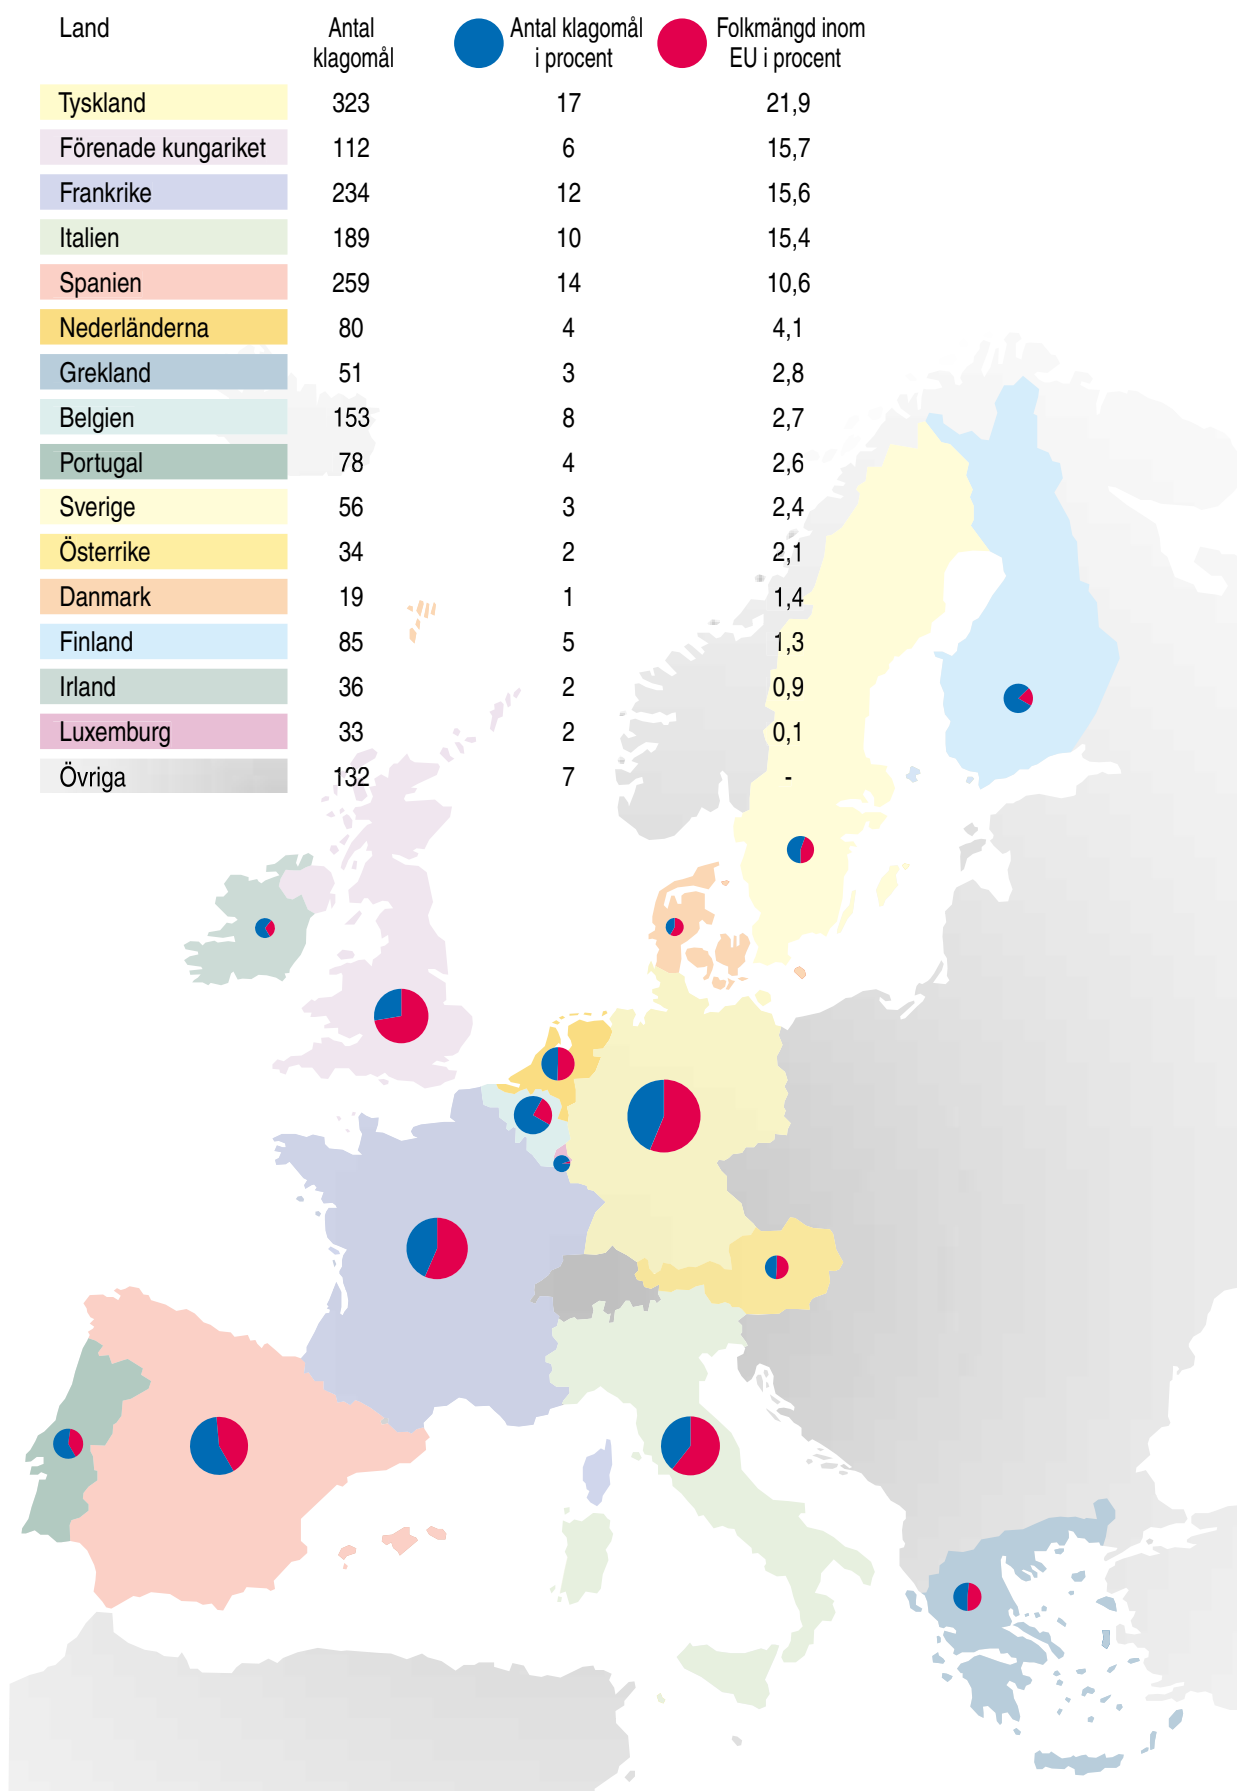 Land Antal Antal klagomål Folkmängd inom
klagomål i procent EU i procent
Tyskland 323 17 21,9
Förenade kungariket 112 6 15,7
Frankrike 234 12 15,6
Italien 189 10 15,4
Spanien 259 14 10,6
Nederländerna 80 4 4,1
Grekland 51 3 2,8
Belgien 153 8 2,7
Portugal 78 4 2,6
Sverige 56 3 2,4
Österrike 34 2 2,1
Danmark 19 1 1,4
Finland 85 5 1,3
Irland 36 2 0,9
Luxemburg 33 2 0,1
Övriga 132 7 -